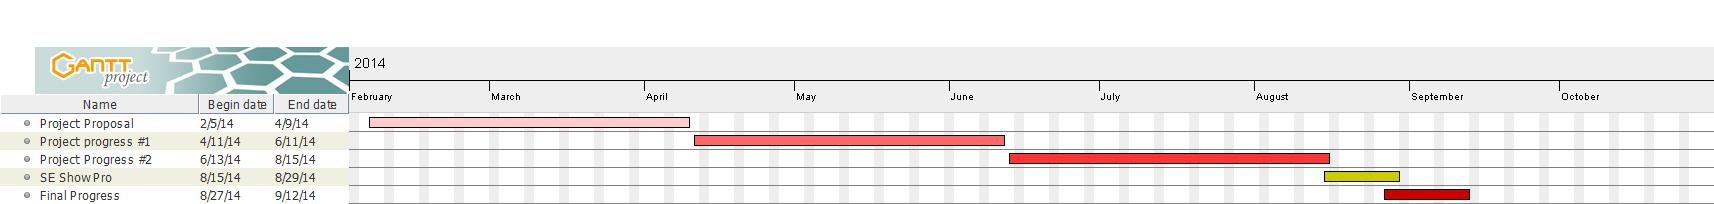 GANTT
project
2014
February March April May June July August September October
Name Begin date End date
Project Proposal 2/5/14 4/9/14
Project progress #1 4/11/14 6/11/14
Project Progress #2 6/13/14 8/15/14
SE ShowPro 8/15/14 8/29/14
Final Progress 8/27/14 9/12/14